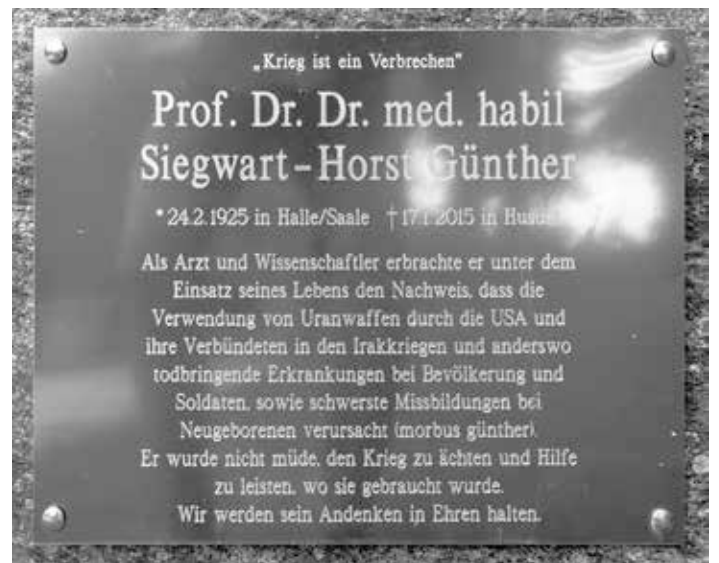 „Krieg ist ein Verbrechen"
Prof. Dr. Dr. med. habil
Siegwart-Horst Günther
*24.2.1925 in Halle/Saale †17.1.2015 in
Als Arzt und Wissenschaftler erbrachte er unter dem
Einsatz seines Lebens den Nachweis, dass die
Verwendung von Uranwaffen durch die USA und
ihre Verbündeten in den Irakkriegen und anderswo
todbringende Erkrankungen bei Bevölkerung und
Soldaten, sowie schwerste Missbildungen bei
Neugeborenen verursacht (morbus günther).
Er wurde nicht müde, den Krieg zu ächten und Hilfe
zu leisten, wo sie gebraucht wurde.
Wir werden sein Andenken in Ehren halten.